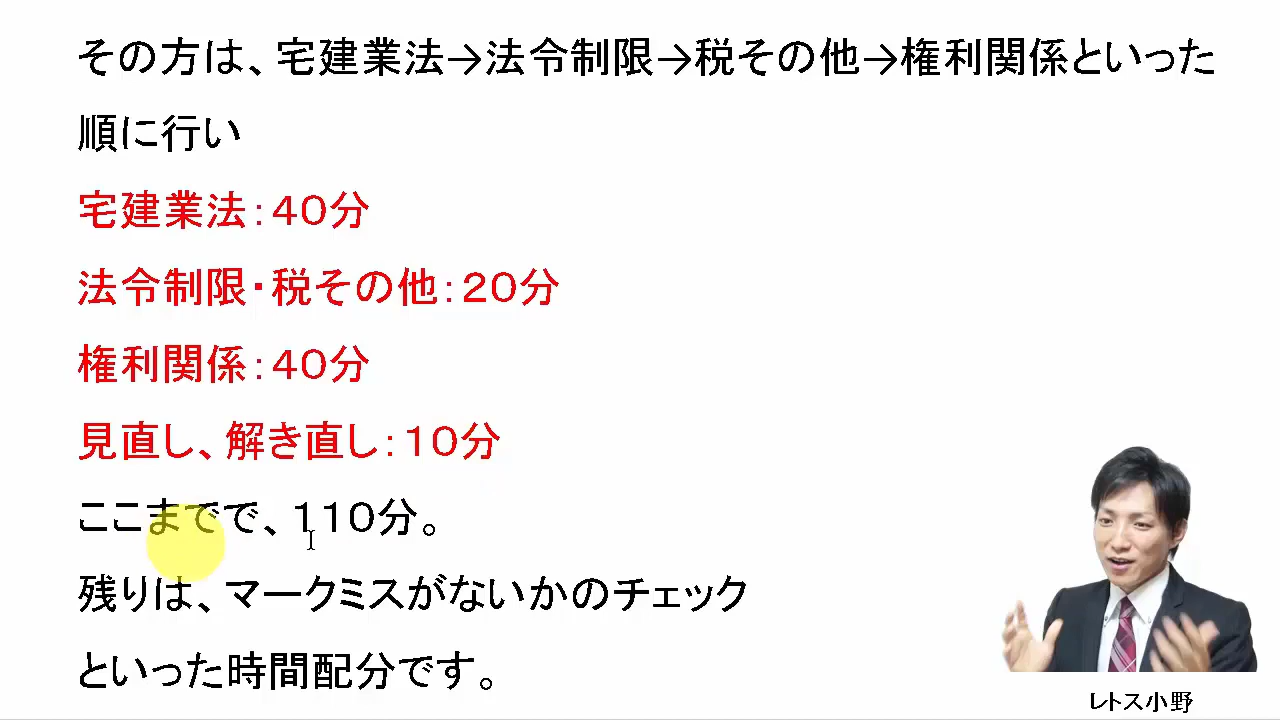 その方は、宅建業法→法令制限→税その他→権利関係といった
順に行い
宅建業法：４０分
法令制限・税その他：２０分
権利関係：４０分
見直し、解き直し：１０分
ここまでで、１１０分。
残りは、マークミスがないかのチェック
といった時間配分です。
レトス小野